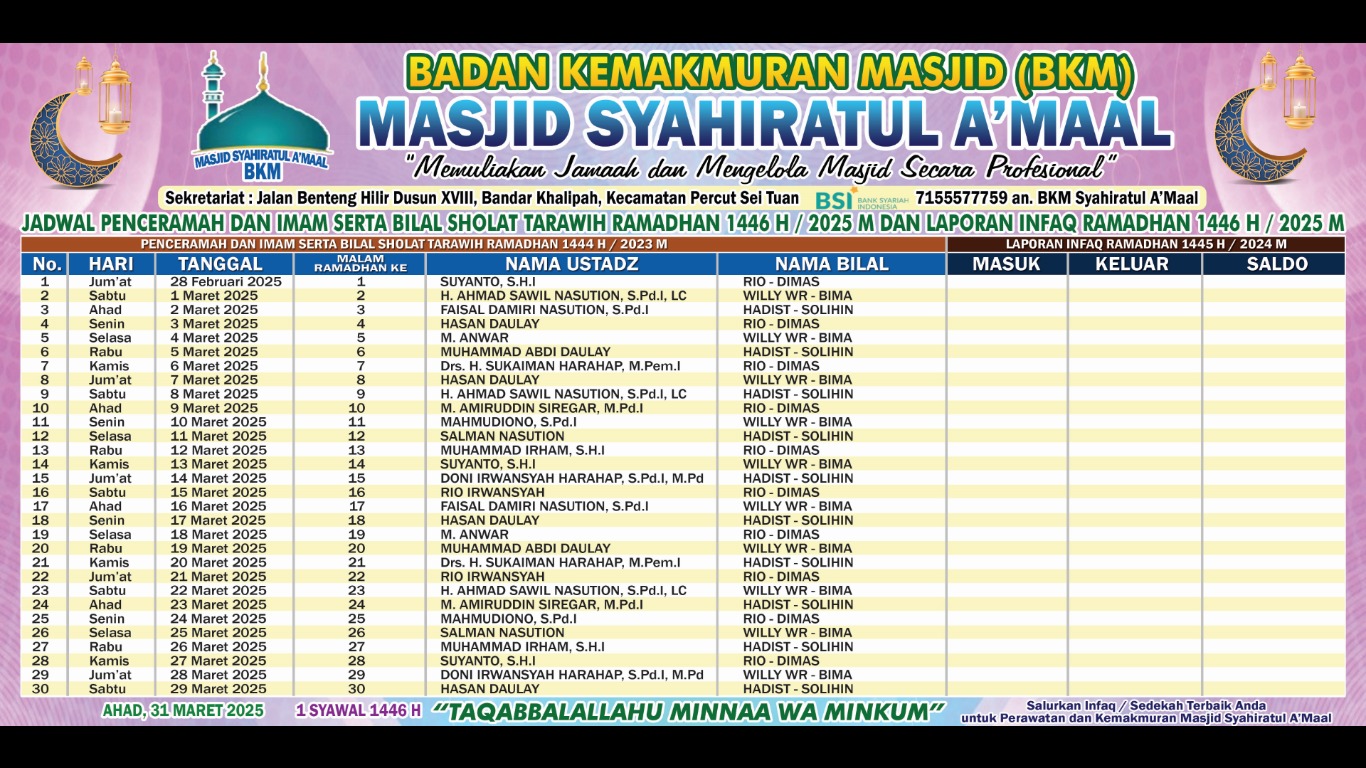 BADAN KEMAKMURAN MASJID (BKM)
MASJID SYAHIRATUL A'MAAL
"Memuliakan Jamaah dan Mengelola Masjid Secara Profesional"
MASJID SYAHIRATUL A'MAAL
BKM
Sekretariat : Jalan Benteng Hilir Dusun XVIII, Bandar Khalipah, Kecamatan Percut Sei Tuan BSI BANK SYARIAH INDONESIA 7155577759 an. BKM Syahiratul A'Maal
JADWAL PENCERAMAH DAN IMAM SERTA BILAL SHOLAT TARAWIH RAMADHAN 1446 H / 2025 M DAN LAPORAN INFAQ RAMADHAN 1446 H / 2025 M
PENCERAMAH DAN IMAM SERTA BILAL SHOLAT TARAWIH RAMADHAN 1444 H / 2023 M LAPORAN INFAQ RAMADHAN 1445 H / 2024 M
No. HARI TANGGAL MALAM RAMADHAN KE NAMA USTADZ NAMA BILAL MASUK KELUAR SALDO
1 Jum'at 28 Februari 2025 1 SUYANTO, S.H.I RIO - DIMAS
2 Sabtu 1 Maret 2025 2 H. AHMAD SAWIL NASUTION, S.Pd.I, LC WILLY WR - BIMA
3 Ahad 2 Maret 2025 3 FAISAL DAMIRI NASUTION, S.Pd.I HADIST - SOLIHIN
4 Senin 3 Maret 2025 4 HASAN DAULAY RIO - DIMAS
5 Selasa 4 Maret 2025 5 M. ANWAR WILLY WR - BIMA
6 Rabu 5 Maret 2025 6 MUHAMMAD ABDI DAULAY HADIST - SOLIHIN
7 Kamis 6 Maret 2025 7 Drs. H. SUKAIMAN HARAHAP, M.Pem.I RIO - DIMAS
8 Jum'at 7 Maret 2025 8 HASAN DAULAY WILLY WR - BIMA
9 Sabtu 8 Maret 2025 9 H. AHMAD SAWIL NASUTION, S.Pd.I, LC HADIST - SOLIHIN
10 Ahad 9 Maret 2025 10 M. AMIRUDDIN SIREGAR, M.Pd.I RIO - DIMAS
11 Senin 10 Maret 2025 11 MAHMUDIONO, S.Pd.I WILLY WR - BIMA
12 Selasa 11 Maret 2025 12 SALMAN NASUTION HADIST - SOLIHIN
13 Rabu 12 Maret 2025 13 MUHAMMAD IRHAM, S.H.I RIO - DIMAS
14 Kamis 13 Maret 2025 14 SUYANTO, S.H.I WILLY WR - BIMA
15 Jum'at 14 Maret 2025 15 DONI IRWANSYAH HARAHAP, S.Pd.I, M.Pd HADIST - SOLIHIN
16 Sabtu 15 Maret 2025 16 RIO IRWANSYAH RIO - DIMAS
17 Ahad 16 Maret 2025 17 FAISAL DAMIRI NASUTION, S.Pd.I WILLY WR - BIMA
18 Senin 17 Maret 2025 18 HASAN DAULAY HADIST - SOLIHIN
19 Selasa 18 Maret 2025 19 M. ANWAR RIO - DIMAS
20 Rabu 19 Maret 2025 20 MUHAMMAD ABDI DAULAY WILLY WR - BIMA
21 Kamis 20 Maret 2025 21 Drs. H. SUKAIMAN HARAHAP, M.Pem.I HADIST - SOLIHIN
22 Jum'at 21 Maret 2025 22 RIO IRWANSYAH RIO - DIMAS
23 Sabtu 22 Maret 2025 23 H. AHMAD SAWIL NASUTION, S.Pd.I, LC WILLY WR - BIMA
24 Ahad 23 Maret 2025 24 M. AMIRUDDIN SIREGAR, M.Pd.I HADIST - SOLIHIN
25 Senin 24 Maret 2025 25 MAHMUDIONO, S.Pd.I RIO - DIMAS
26 Selasa 25 Maret 2025 26 SALMAN NASUTION WILLY WR - BIMA
27 Rabu 26 Maret 2025 27 MUHAMMAD IRHAM, S.H.I HADIST - SOLIHIN
28 Kamis 27 Maret 2025 28 SUYANTO, S.H.I RIO - DIMAS
29 Jum'at 28 Maret 2025 29 DONI IRWANSYAH HARAHAP, S.Pd.I, M.Pd WILLY WR - BIMA
30 Sabtu 29 Maret 2025 30 HASAN DAULAY HADIST - SOLIHIN
AHAD, 31 MARET 2025 1 SYAWAL 1446 H "TAQABBALALLAHU MINNAA WA MINKUM"
Salurkan Infaq / Sedekah Terbaik Anda
untuk Perawatan dan Kemakmuran Masjid Syahiratul A'Maal